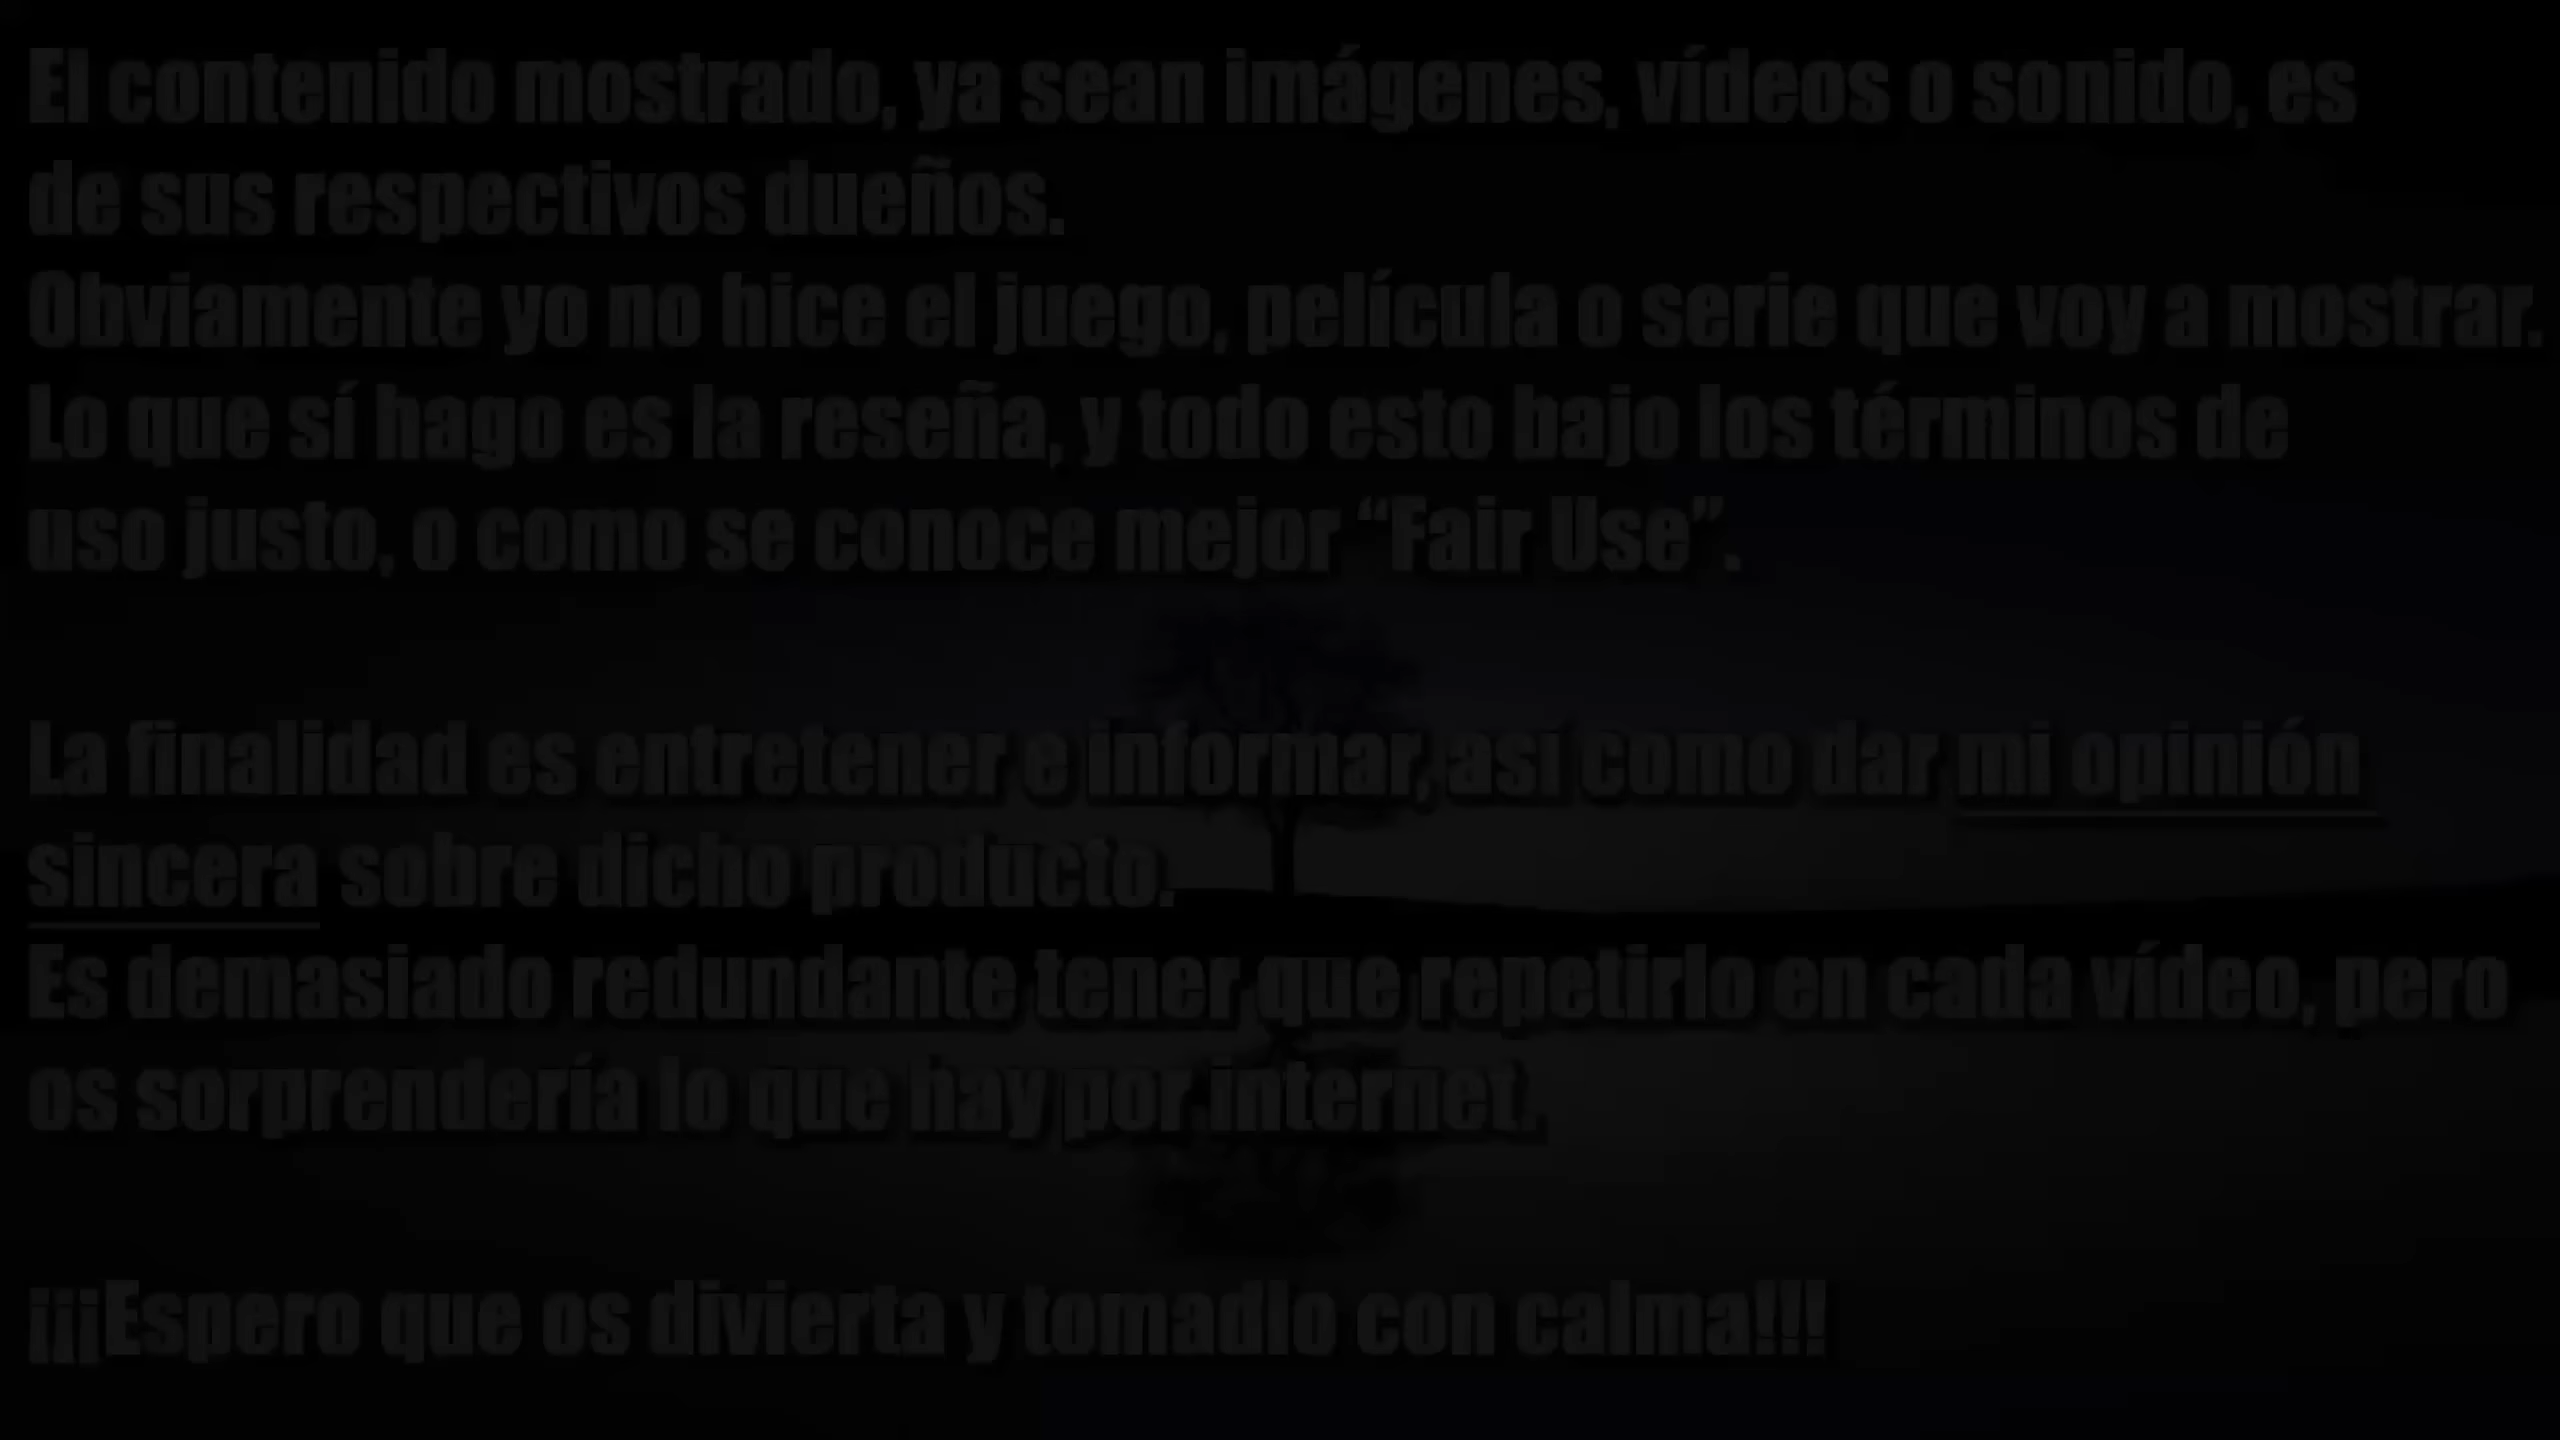 El contenido mostrado, ya sean imágenes, vídeos o sonido, es
de sus respectivos dueños.
Obviamente yo no hice el juego, película o serie que voy a mostrar.
Lo que sí hago es la reseña, y todo esto bajo los términos de
uso justo, o como se conoce mejor “Fair Use”.
La finalidad es entretener e informar, así como dar mi opinión
sincera sobre dicho producto.
Es demasiado redundante tener que repetirlo en cada vídeo, pero
os sorprendería lo que hay por internet.
¡¡¡Espero que os divierta y tomadlo con calma!!!